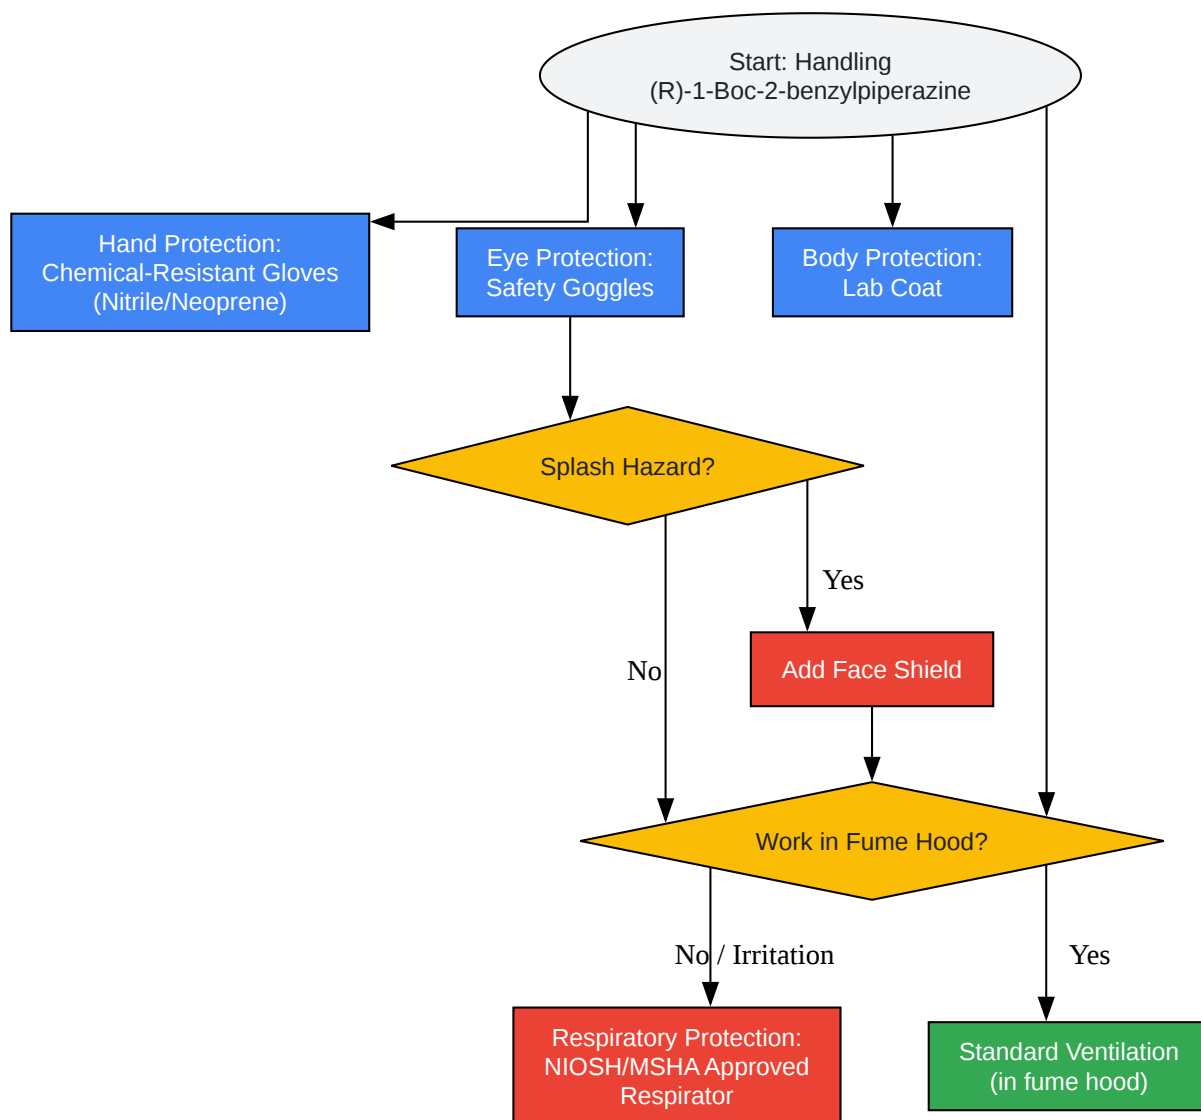 Start: Handling
(R)-1-Boc-2-benzylpiperazine
Hand Protection:
Chemical-Resistant Gloves
(Nitrile/Neoprene)
Eye Protection:
Safety Goggles
Body Protection:
Lab Coat
Splash Hazard?
Yes
No
Add Face Shield
Work in Fume Hood?
No / Irritation
Yes
Respiratory Protection:
NIOSH/MSHA Approved
Respirator
Standard Ventilation
(in fume hood)